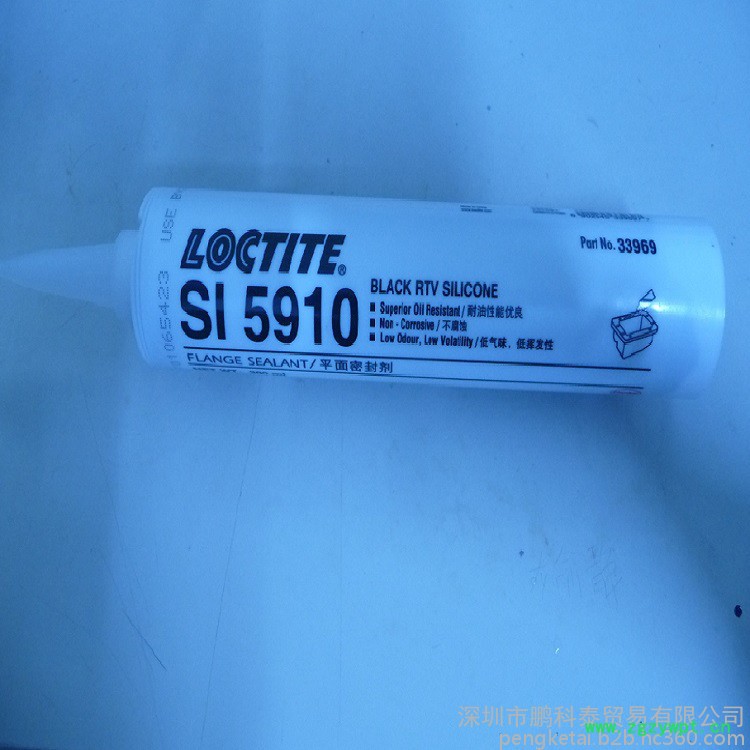 USE
1065423
LOCTITE®
Part No. 33969
SI 5910
BLACK RTV SILICONE
■ Superior Oil Resistant / 耐油性能优良
■ Non - Corrosive / 不腐蚀
■ Low Odour, Low Volatility / 低气味，低挥发性
FLANGE SEALANT / 平面密封剂
深圳市鹏科泰贸易有限公司
pengketai.b2b.hc360.com